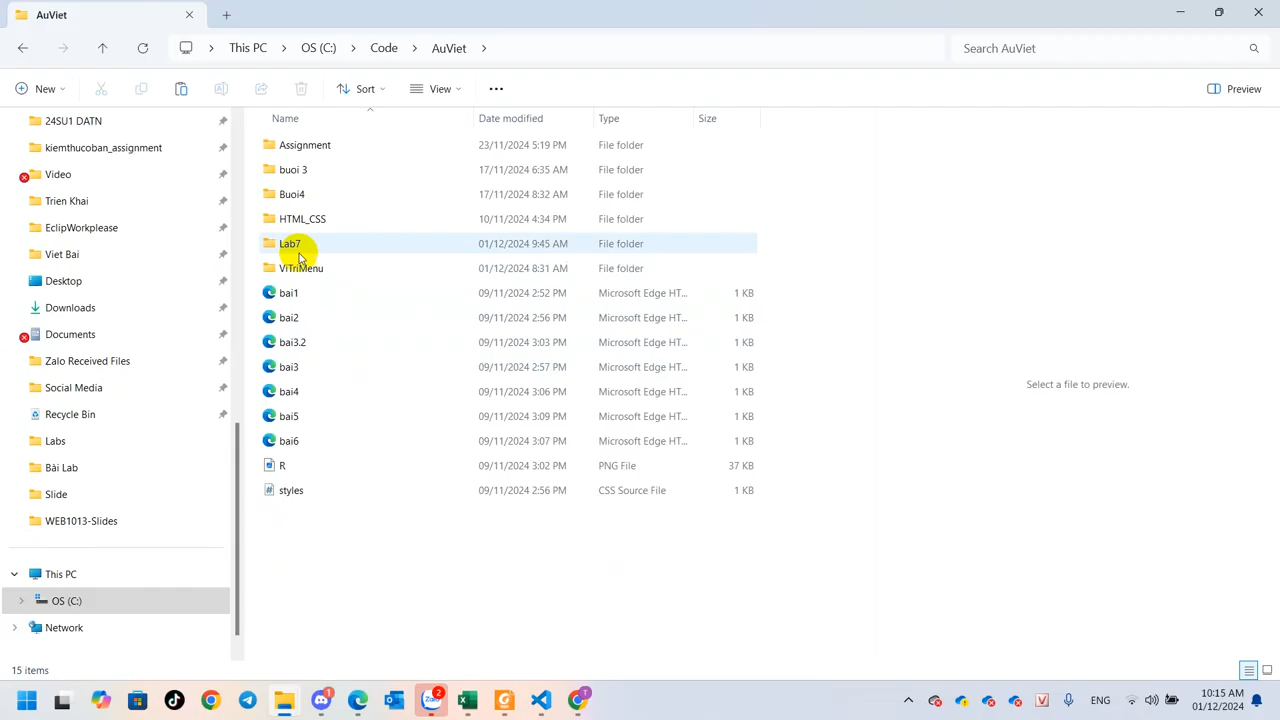 AuViet
This PC
OS (C:)
Code
AuViet
Search AuViet
New
Sort
View
Preview
Name
Date modified
Type
Size
24SU1 DATN
kiemthucoban_assignment
Video
Trien Khai
EclipWorkplease
Viet Bai
Desktop
Downloads
Documents
Zalo Received Files
Social Media
Recycle Bin
Labs
Bài Lab
Slide
WEB1013-Slides
This PC
OS (C:)
Network
Assignment 23/11/2024 5:19 PM File folder
buoi 3 17/11/2024 6:35 AM File folder
Buoi4 17/11/2024 8:32 AM File folder
HTML_CSS 10/11/2024 4:34 PM File folder
Lab7 01/12/2024 9:45 AM File folder
ViTriMenu 01/12/2024 8:31 AM File folder
bai1 09/11/2024 2:52 PM Microsoft Edge HT... 1 KB
bai2 09/11/2024 2:56 PM Microsoft Edge HT... 1 KB
bai3.2 09/11/2024 3:03 PM Microsoft Edge HT... 1 KB
bai3 09/11/2024 2:57 PM Microsoft Edge HT... 1 KB
bai4 09/11/2024 3:06 PM Microsoft Edge HT... 1 KB
bai5 09/11/2024 3:09 PM Microsoft Edge HT... 1 KB
bai6 09/11/2024 3:07 PM Microsoft Edge HT... 1 KB
R 09/11/2024 3:02 PM PNG File 37 KB
styles 09/11/2024 2:56 PM CSS Source File 1 KB
Select a file to preview.
15 items
Zalo
2
1
T
V
ENG
10:15 AM
01/12/2024